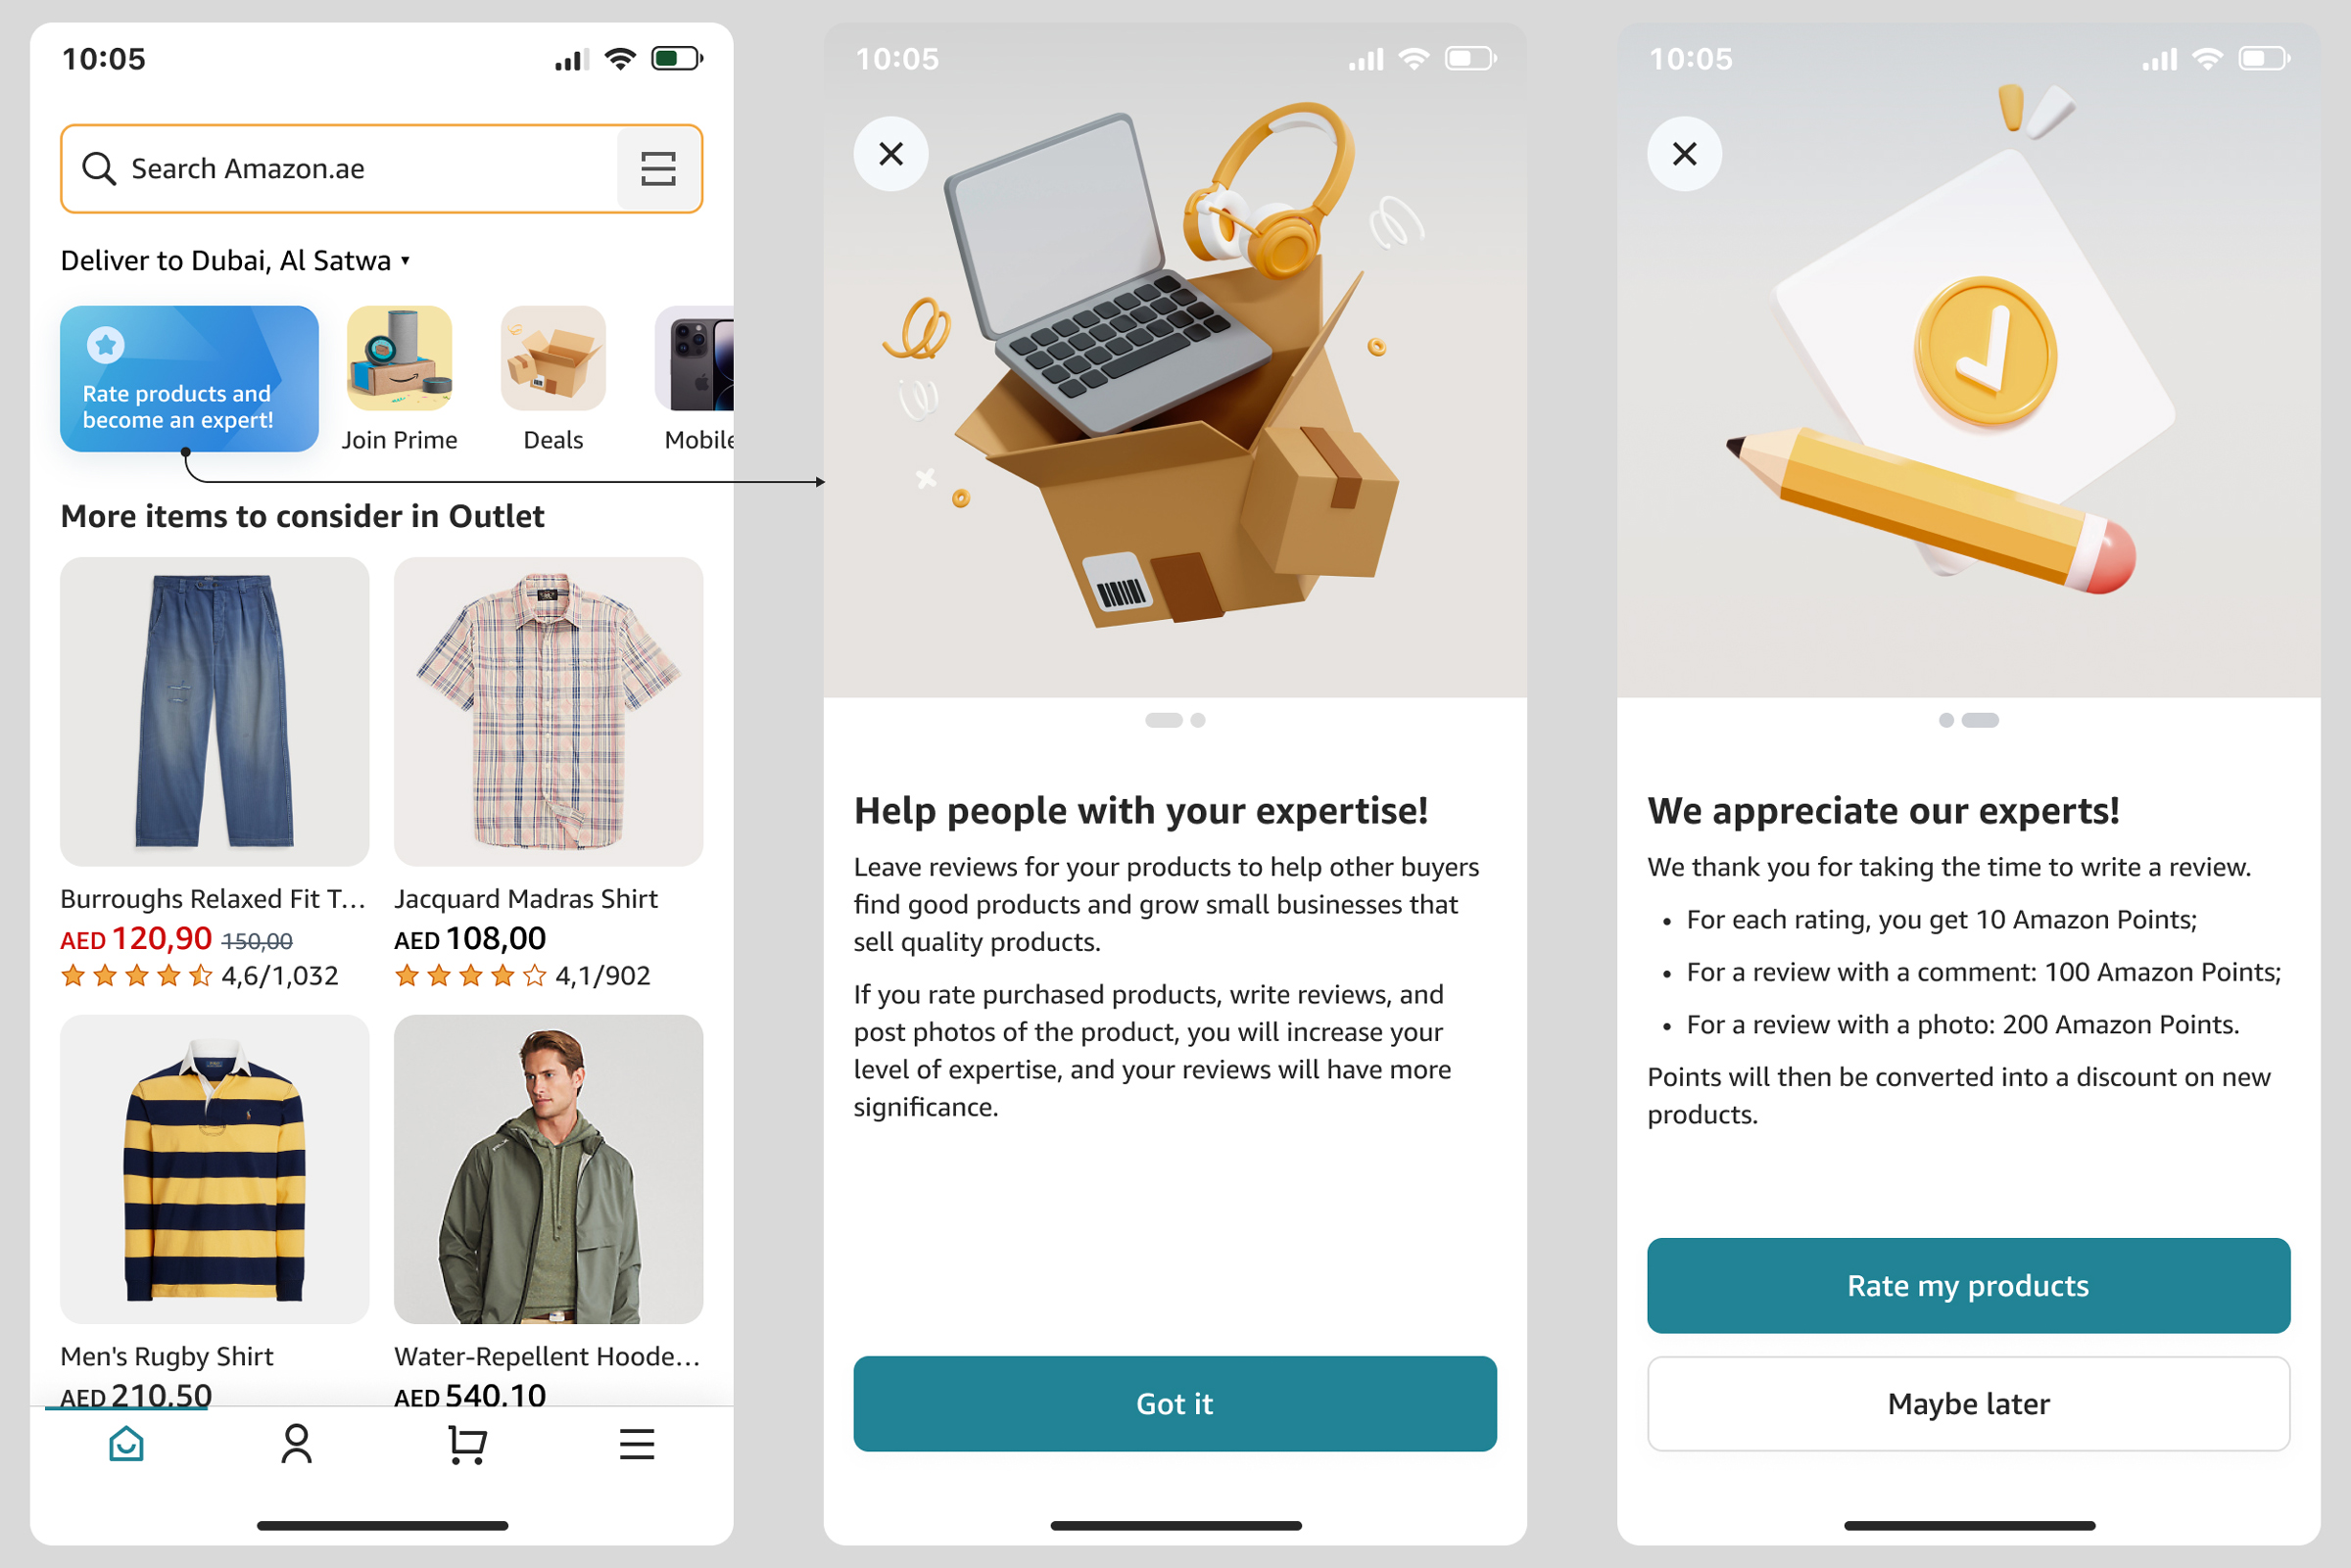 10:05
Search Amazon.ae
Deliver to Dubai, Al Satwa ▾
Rate products and
become an expert!
Join Prime
Deals
Mobile
More items to consider in Outlet
Burroughs Relaxed Fit T...
AED 120,90 150,00
4,6/1,032
Jacquard Madras Shirt
AED 108,00
4,1/902
Men's Rugby Shirt
AED 210,50
Water-Repellent Hoode...
AED 540,10
10:05
Help people with your expertise!
Leave reviews for your products to help other buyers
find good products and grow small businesses that
sell quality products.
If you rate purchased products, write reviews, and
post photos of the product, you will increase your
level of expertise, and your reviews will have more
significance.
Got it
10:05
We appreciate our experts!
We thank you for taking the time to write a review.
• For each rating, you get 10 Amazon Points;
• For a review with a comment: 100 Amazon Points;
• For a review with a photo: 200 Amazon Points.
Points will then be converted into a discount on new
products.
Rate my products
Maybe later